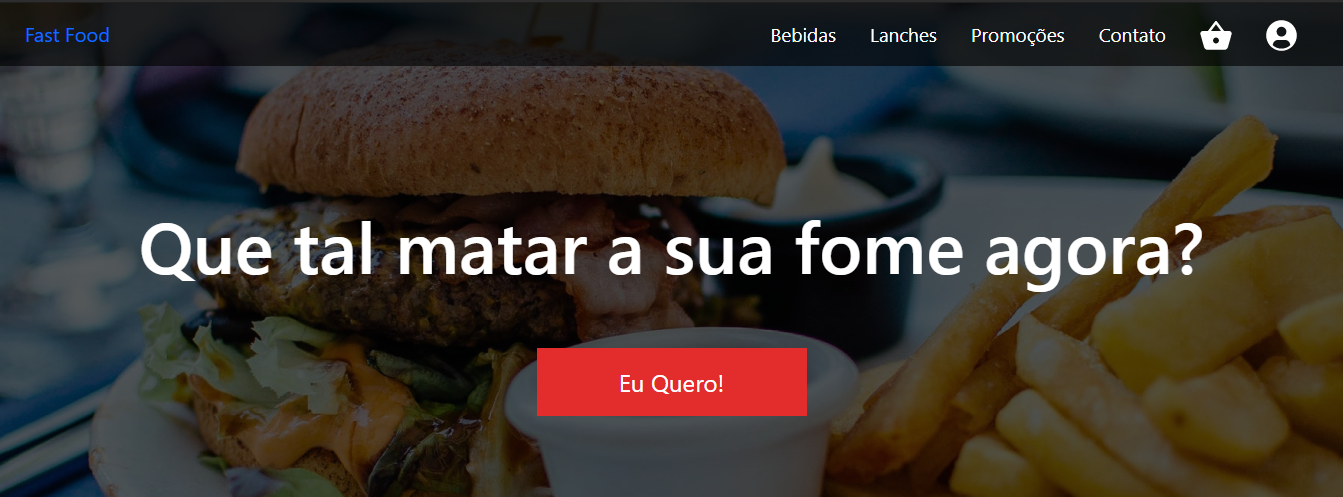 Fast Food
Bebidas Lanches Promoções Contato
Que tal matar a sua fome agora?
Eu Quero!